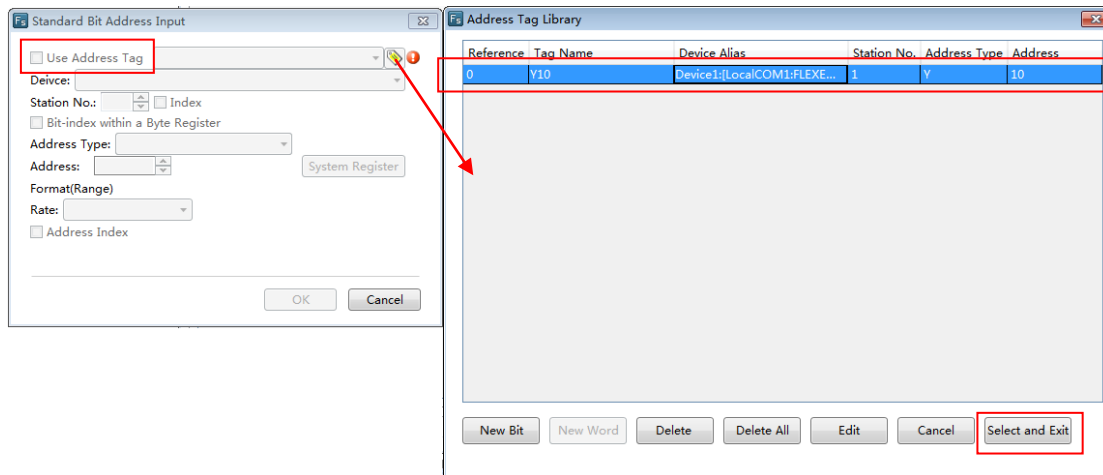 Fs Standard Bit Address Input
Use Address Tag
Deivce:
Station No.: Index
Bit-index within a Byte Register
Address Type:
Address: System Register
Format(Range)
Rate:
Address Index
OK Cancel
Fs Address Tag Library
Reference Tag Name Device Alias Station No. Address Type Address
0 Y10 Device1:[LocalCOM1:FLEXE... 1 Y 10
New Bit New Word Delete Delete All Edit Cancel Select and Exit